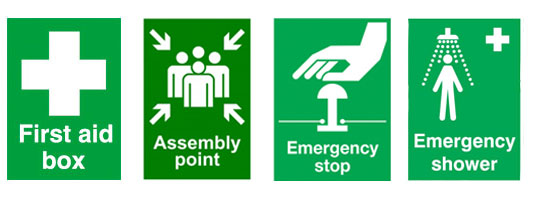 First aid
box
Assembly
point
Emergency
stop
Emergency
shower